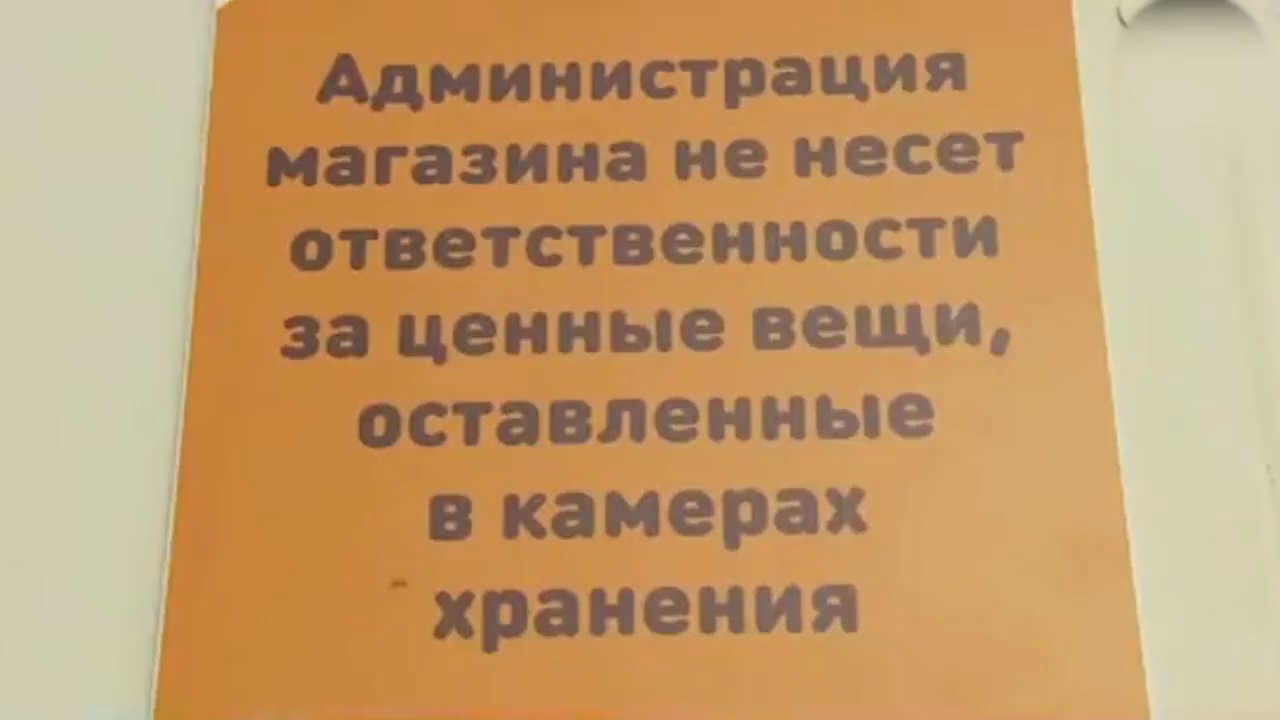 Администрация
магазина не несет
ответственности
за ценные вещи,
оставленные
в камерах
хранения